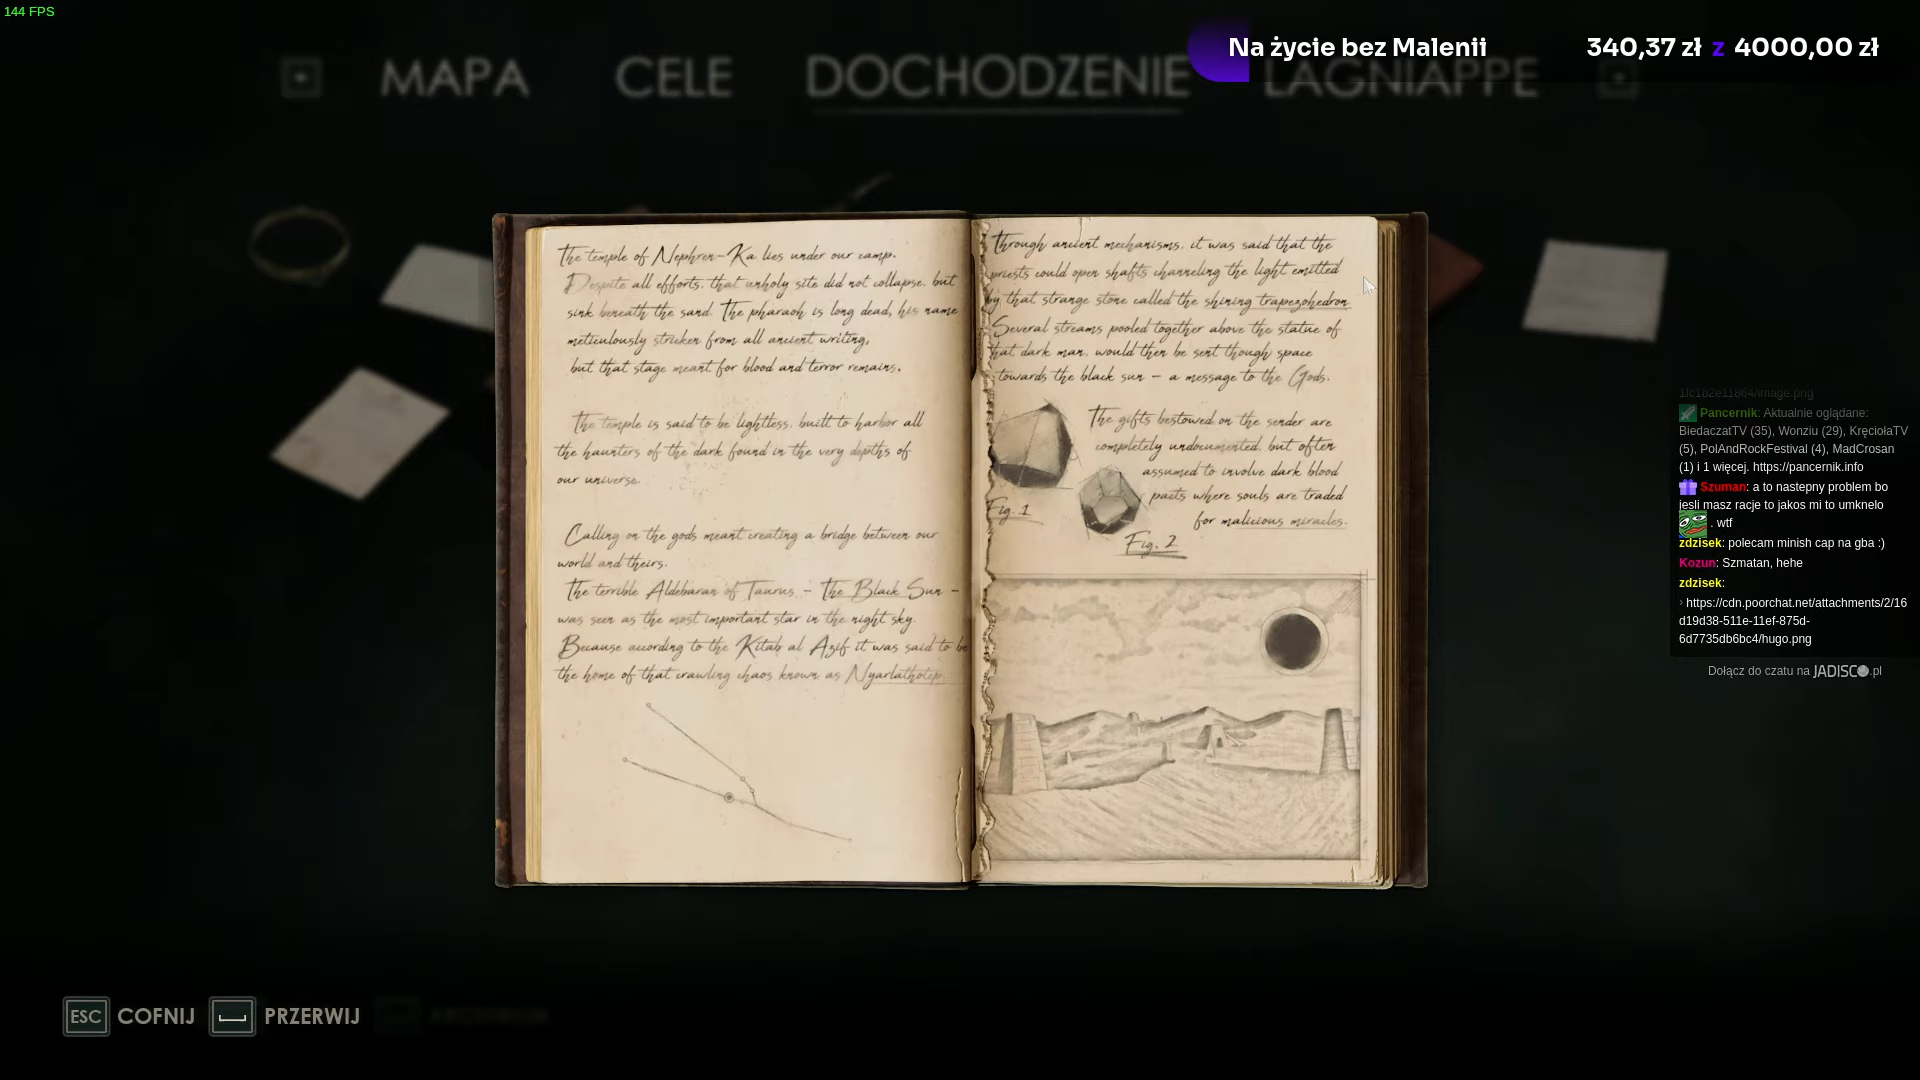 144 FPS
Na życie bez Malenii 340,37 zł z 4000,00 zł
MAPA CELE DOCHODZENIE LAGNIAPPE
The temple of Nephren-Ka lies under our camp.
Despite all efforts, that unholy site did not collapse, but
sink beneath the sand. The pharaoh is long dead, his name
meticulously stricken from all ancient writing,
but that stage meant for blood and terror remains.
The temple is said to be lightless, built to harbor all
the haunters of the dark found in the very depths of
our universe.
Calling on the gods meant creating a bridge between our
world and theirs.
The terrible Aldebaran of Taurus - The Black Sun -
was seen as the most important star in the night sky.
Because according to the Kitab al Azif it was said to be
the home of that crawling chaos known as Nyarlathotep.
Through ancient mechanisms, it was said that the
priests could open shafts channeling the light emitted
by that strange stone called the shining trapezohedron.
Several streams pooled together above the statue of
that dark man, would then be sent though space
towards the black sun - a message to the Gods.
The gifts bestowed on the sender are
completely undocumented, but often
assumed to involve dark blood
pacts where souls are traded
for malicious miracles.
Fig. 1
Fig. 2
1fc1b2e11864/image.png
Pancernik: Aktualnie oglądane:
BiedaczatTV (35), Wonziu (29), KręciołaTV
(5), PolAndRockFestival (4), MadCrosan
(1) i 1 więcej. https://pancernik.info
Szuman: a to nastepny problem bo
jesli masz racje to jakos mi to umknelo
. wtf
zdzisek: polecam minish cap na gba :)
Kozun: Szmatan, hehe
zdzisek:
› https://cdn.poorchat.net/attachments/2/16
d19d38-511e-11ef-875d-
6d7735db6bc4/hugo.png
Dołącz do czatu na JADISCO.pl
ESC COFNIJ PRZERWIJ